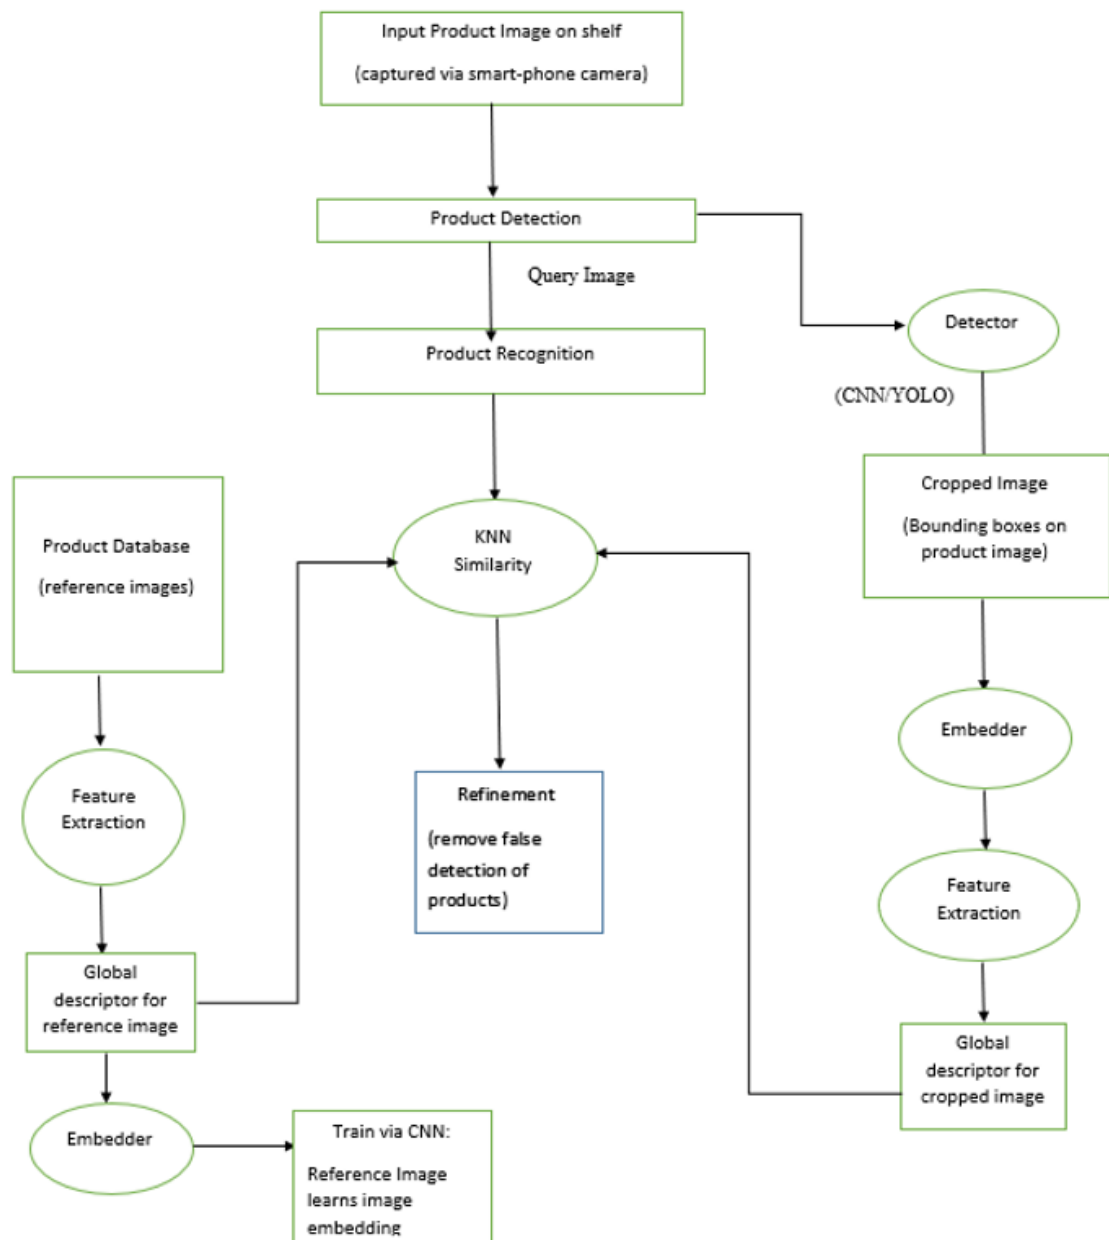 Input Product Image on shelf
(captured via smart-phone camera)
Product Detection
Query Image
Detector
Product Recognition
(CNN/YOLO)
Cropped Image
(Bounding boxes on
product image)
Product Database
(reference images)
KNN
Similarity
Embedder
Feature
Extraction
Refinement
(remove false
detection of
products)
Feature
Extraction
Global
descriptor for
reference image
Global
descriptor for
cropped image
Embedder
Train via CNN:
Reference Image
learns image
embedding